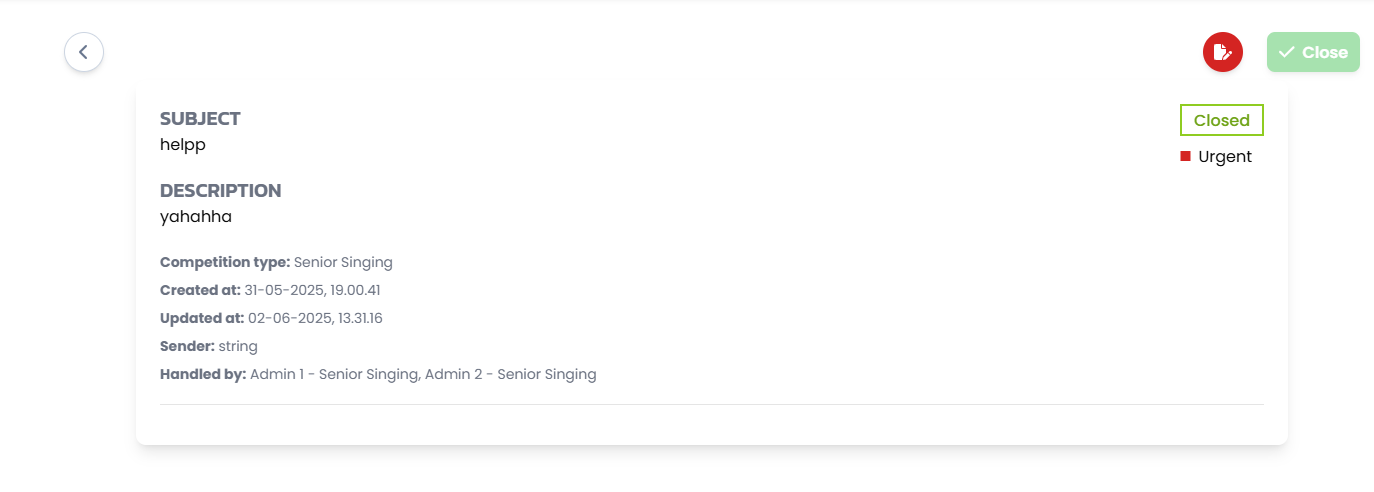 Close
SUBJECT
Closed
helpp
Urgent
DESCRIPTION
yahahha
Competition type: Senior Singing
Created at: 31-05-2025, 19.00.41
Updated at: 02-06-2025, 13.31.16
Sender: string
Handled by: Admin 1 - Senior Singing, Admin 2 - Senior Singing